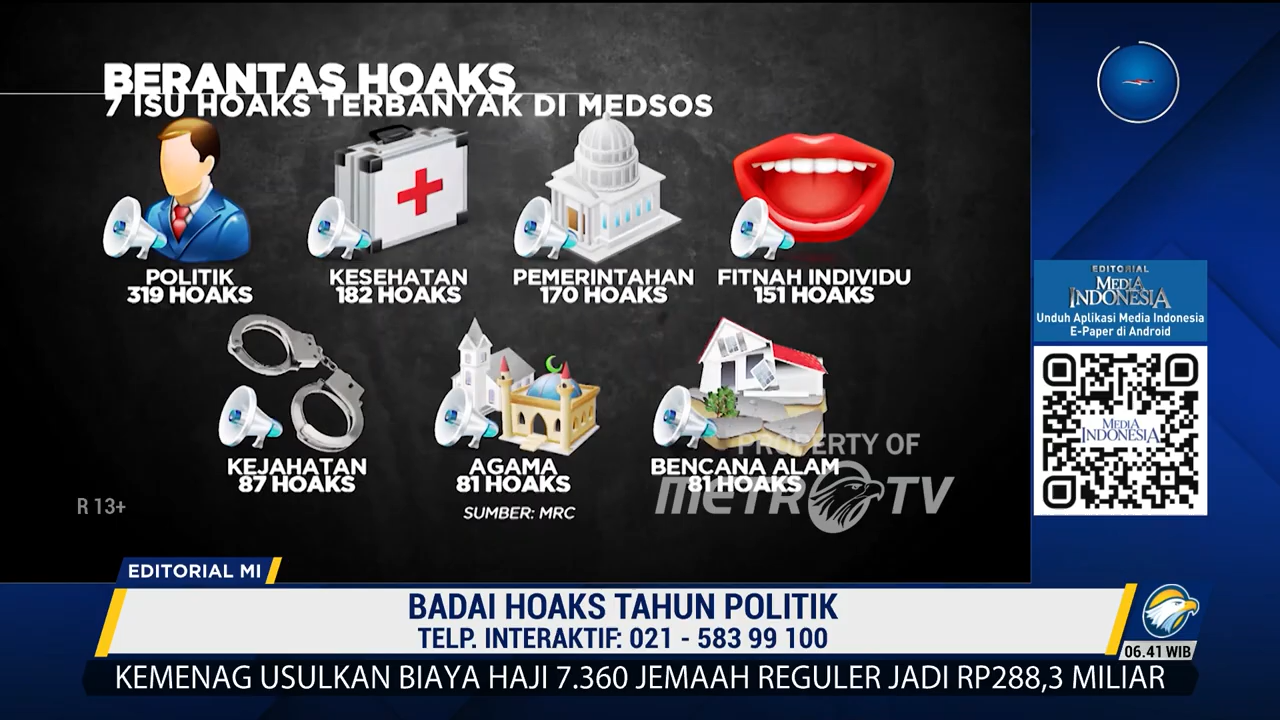 BERANTAS HOAKS
7 ISU HOAKS TERBANYAK DI MEDSOS
POLITIK
319 HOAKS
KESEHATAN
182 HOAKS
PEMERINTAHAN
170 HOAKS
FITNAH INDIVIDU
151 HOAKS
KEJAHATAN
87 HOAKS
AGAMA
81 HOAKS
BENCANA ALAM
81 HOAKS
SUMBER: MRC
PROPERTY OF
METRO TV
R 13+
EDITORIAL
MEDIA
INDONESIA
Unduh Aplikasi Media Indonesia
E-Paper di Android
MEDIA
INDONESIA
EDITORIAL MI
BADAI HOAKS TAHUN POLITIK
TELP. INTERAKTIF: 021 - 583 99 100
06.41 WIB
KEMENAG USULKAN BIAYA HAJI 7.360 JEMAAH REGULER JADI RP288,3 MILIAR